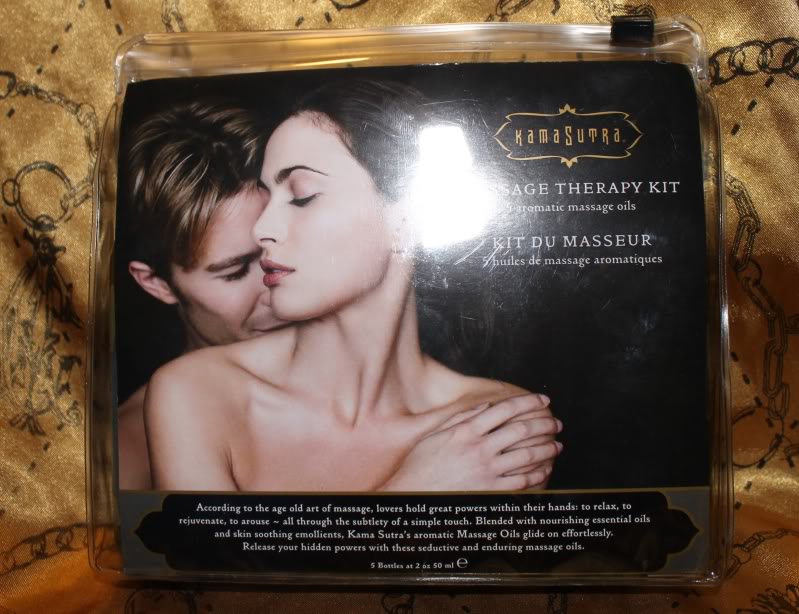 KAMASUTRA
SAGE THERAPY KIT
aromatic massage oils
KIT DU MASSEUR
5 huiles de massage aromatiques
According to the age old art of massage, lovers hold great powers within their hands: to relax, to
rejuvenate, to arouse ~ all through the subtlety of a simple touch. Blended with nourishing essential oils
and skin soothing emollients, Kama Sutra's aromatic Massage Oils glide on effortlessly.
Release your hidden powers with these seductive and enduring massage oils.
5 Bottles at 2 oz 50 ml ℮